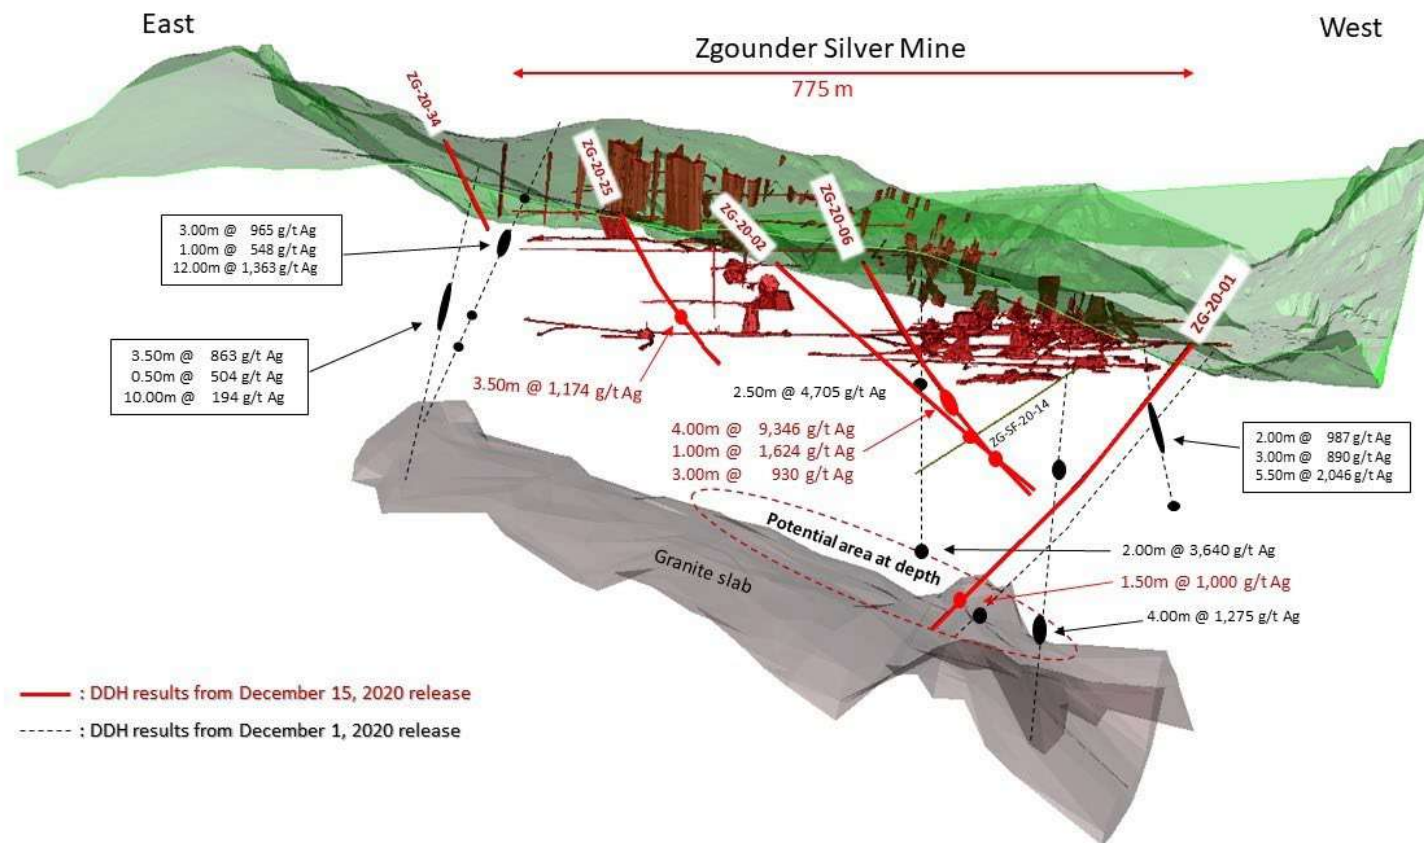 East
West
Zgounder Silver Mine
775 m
ZG-20-34
ZG-20-25
ZG-20-02
ZG-20-06
ZG-20-01
3.00m @ 965 g/t Ag
1.00m @ 548 g/t Ag
12.00m @ 1,363 g/t Ag
3.50m @ 863 g/t Ag
0.50m @ 504 g/t Ag
10.00m @ 194 g/t Ag
3.50m @ 1,174 g/t Ag
2.50m @ 4,705 g/t Ag
4.00m @ 9,346 g/t Ag
1.00m @ 1,624 g/t Ag
3.00m @ 930 g/t Ag
ZG-SF-20-14
2.00m @ 987 g/t Ag
3.00m @ 890 g/t Ag
5.50m @ 2,046 g/t Ag
Potential area at depth
Granite slab
2.00m @ 3,640 g/t Ag
1.50m @ 1,000 g/t Ag
4.00m @ 1,275 g/t Ag
: DDH results from December 15, 2020 release
: DDH results from December 1, 2020 release